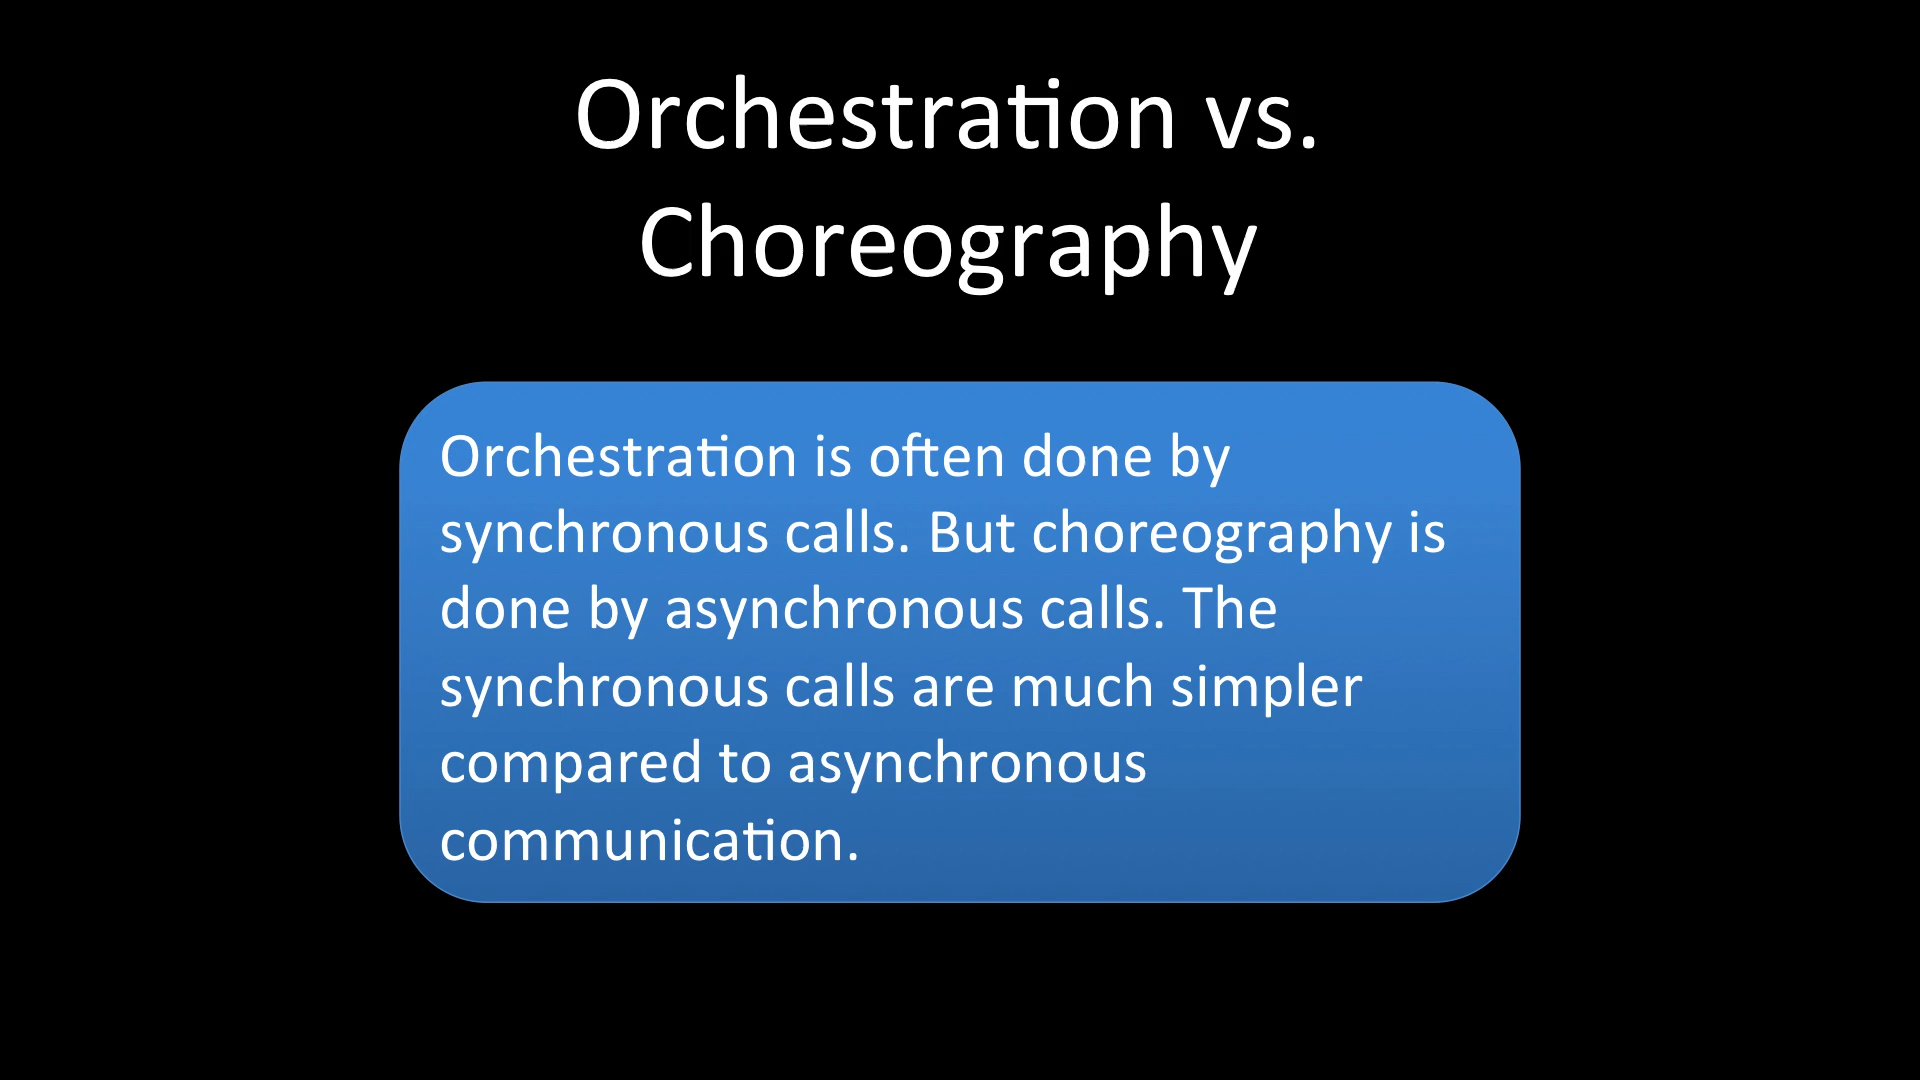 Orchestration vs.
Choreography
Orchestration is often done by
synchronous calls. But choreography is
done by asynchronous calls. The
synchronous calls are much simpler
compared to asynchronous
communication.